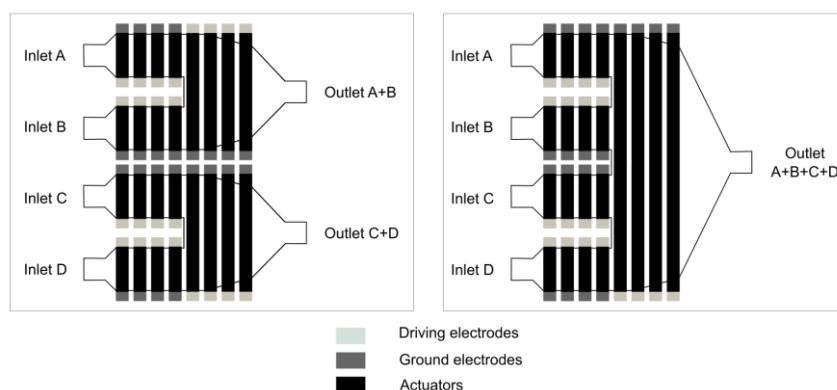 Inlet A
Inlet B
Inlet C
Inlet D
Outlet A+B
Outlet C+D
Inlet A
Inlet B
Inlet C
Inlet D
Outlet
A+B+C+D
Driving electrodes
Ground electrodes
Actuators